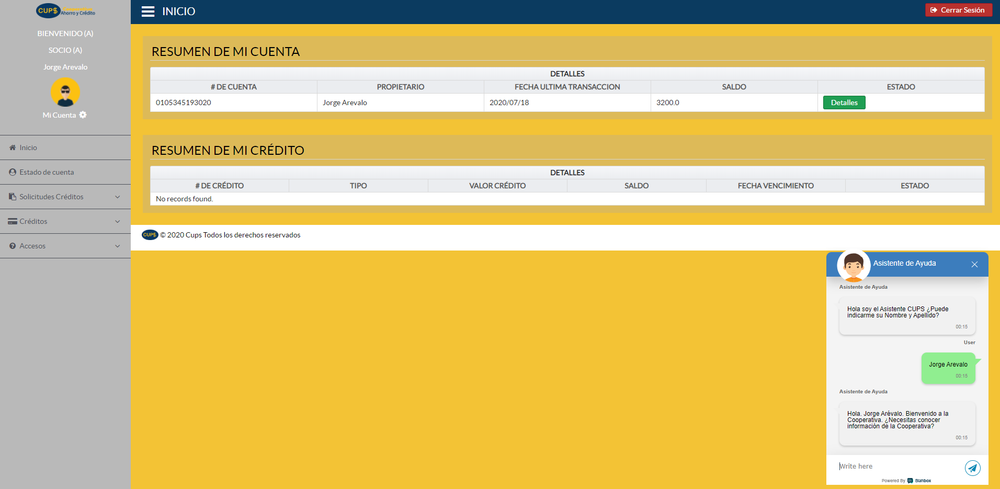 CUP$
Ahorro y Crédito
BIENVENIDO (A)
SOCIO (A)
Jorge Arevalo
Mi Cuenta
Inicio
Estado de cuenta
Solicitudes Créditos
Créditos
Accesos
INICIO
Cerrar Sesión
RESUMEN DE MI CUENTA
DETALLES
# DE CUENTA PROPIETARIO FECHA ULTIMA TRANSACCION SALDO ESTADO
0105345193020 Jorge Arevalo 2020/07/18 3200.0 Detalles
RESUMEN DE MI CRÉDITO
DETALLES
# DE CRÉDITO TIPO VALOR CRÉDITO SALDO FECHA VENCIMIENTO ESTADO
No records found.
CUP$ © 2020 Cups Todos los derechos reservados
Asistente de Ayuda
Asistente de Ayuda
Hola soy el Asistente CUPS ¿Puede
indicarme su Nombre y Apellido?
00:15
User
Jorge Arevalo
00:15
Asistente de Ayuda
Hola. Jorge Arévalo. Bienvenido a la
Cooperativa. ¿Necesitas conocer
información de la Cooperativa?
00:15
Write here
Powered By Blahbox